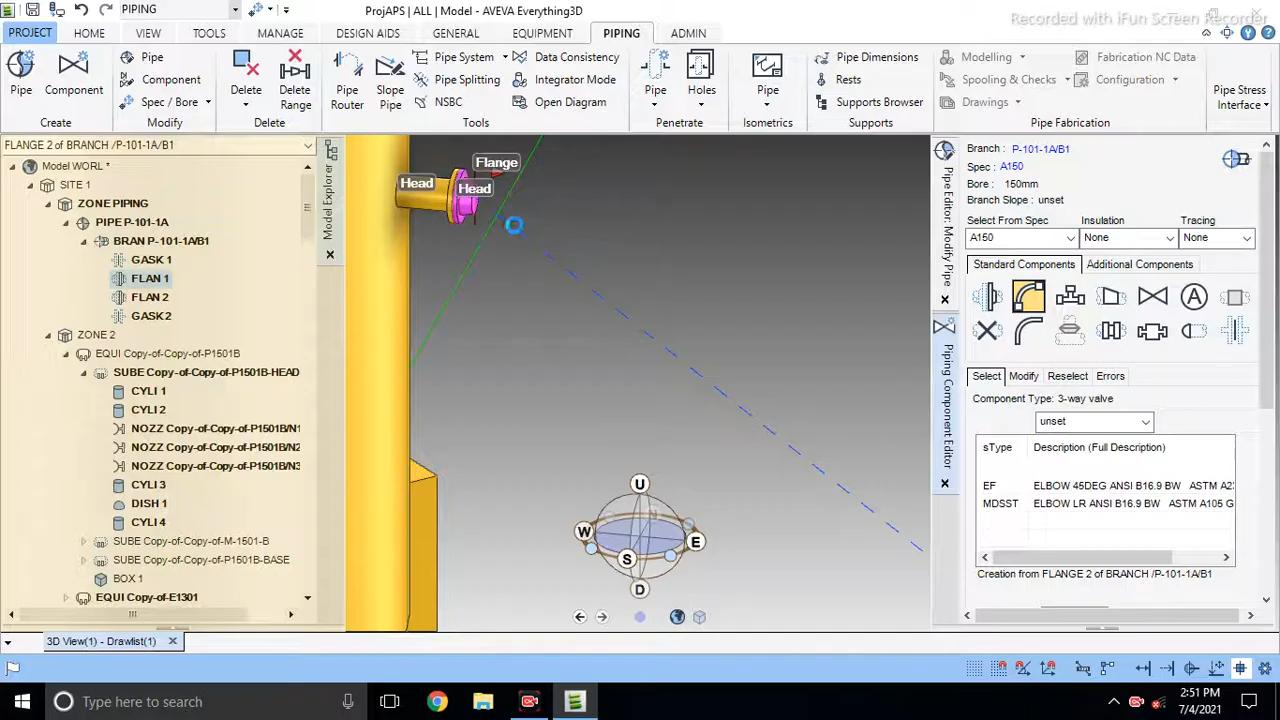 PIPING
ProjAPS | ALL | Model - AVEVA Everything3D
Recorded with iFun Screen Recorder
PROJECT HOME VIEW TOOLS MANAGE DESIGN AIDS GENERAL EQUIPMENT PIPING ADMIN
Pipe
Component
Create
Pipe
Component
Spec / Bore
Modify
Delete
Delete Range
Delete
Pipe Router
Slope Pipe
Pipe System
Pipe Splitting
NSBC
Data Consistency
Integrator Mode
Open Diagram
Tools
Pipe
Holes
Penetrate
Pipe
Isometrics
Pipe Dimensions
Rests
Supports Browser
Supports
Modelling
Spooling & Checks
Drawings
Fabrication NC Data
Configuration
Pipe Fabrication
Pipe Stress Interface
FLANGE 2 of BRANCH /P-101-1A/B1
Model WORL *
SITE 1
ZONE PIPING
PIPE P-101-1A
BRAN P-101-1A/B1
GASK 1
FLAN 1
FLAN 2
GASK 2
ZONE 2
EQUI Copy-of-Copy-of-P1501B
SUBE Copy-of-Copy-of-P1501B-HEAD
CYLI 1
CYLI 2
NOZZ Copy-of-Copy-of-P1501B/N1
NOZZ Copy-of-Copy-of-P1501B/N2
NOZZ Copy-of-Copy-of-P1501B/N3
CYLI 3
DISH 1
CYLI 4
SUBE Copy-of-Copy-of-M-1501-B
SUBE Copy-of-Copy-of-P1501B-BASE
BOX 1
EQUI Copy-of-E1301
Model Explorer
Flange
Head
Head
U
W
E
S
D
Pipe Editor: Modify Pipe
Piping Component Editor
Branch: P-101-1A/B1
Spec : A150
Bore: 150mm
Branch Slope : unset
Select From Spec Insulation Tracing
A150 None None
Standard Components Additional Components
A
Select Modify Reselect Errors
Component Type: 3-way valve
unset
sType Description (Full Description)
EF ELBOW 45DEG ANSI B16.9 BW ASTM A2
MDSST ELBOW LR ANSI B16.9 BW ASTM A105 G
Creation from FLANGE 2 of BRANCH /P-101-1A/B1
3D View(1) - Drawlist(1)
Type here to search
2:51 PM
7/4/2021